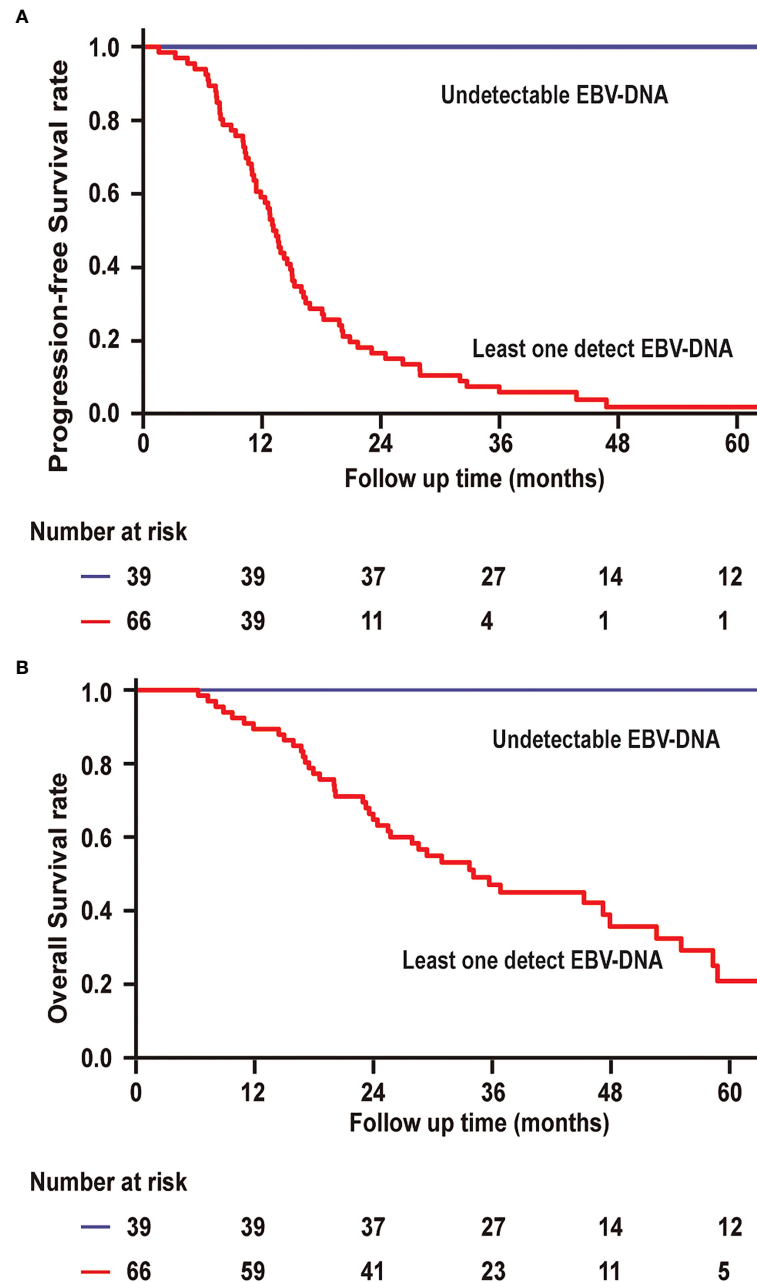 A
Progression-free Survival rate
1.0
0.8
0.6
0.4
0.2
0.0
Undetectable EBV-DNA
Least one detect EBV-DNA
0 12 24 36 48 60
Follow up time (months)
Number at risk
39 39 37 27 14 12
66 39 11 4 1 1
B
Overall Survival rate
1.0
0.8
0.6
0.4
0.2
0.0
Undetectable EBV-DNA
Least one detect EBV-DNA
0 12 24 36 48 60
Follow up time (months)
Number at risk
39 39 37 27 14 12
66 59 41 23 11 5